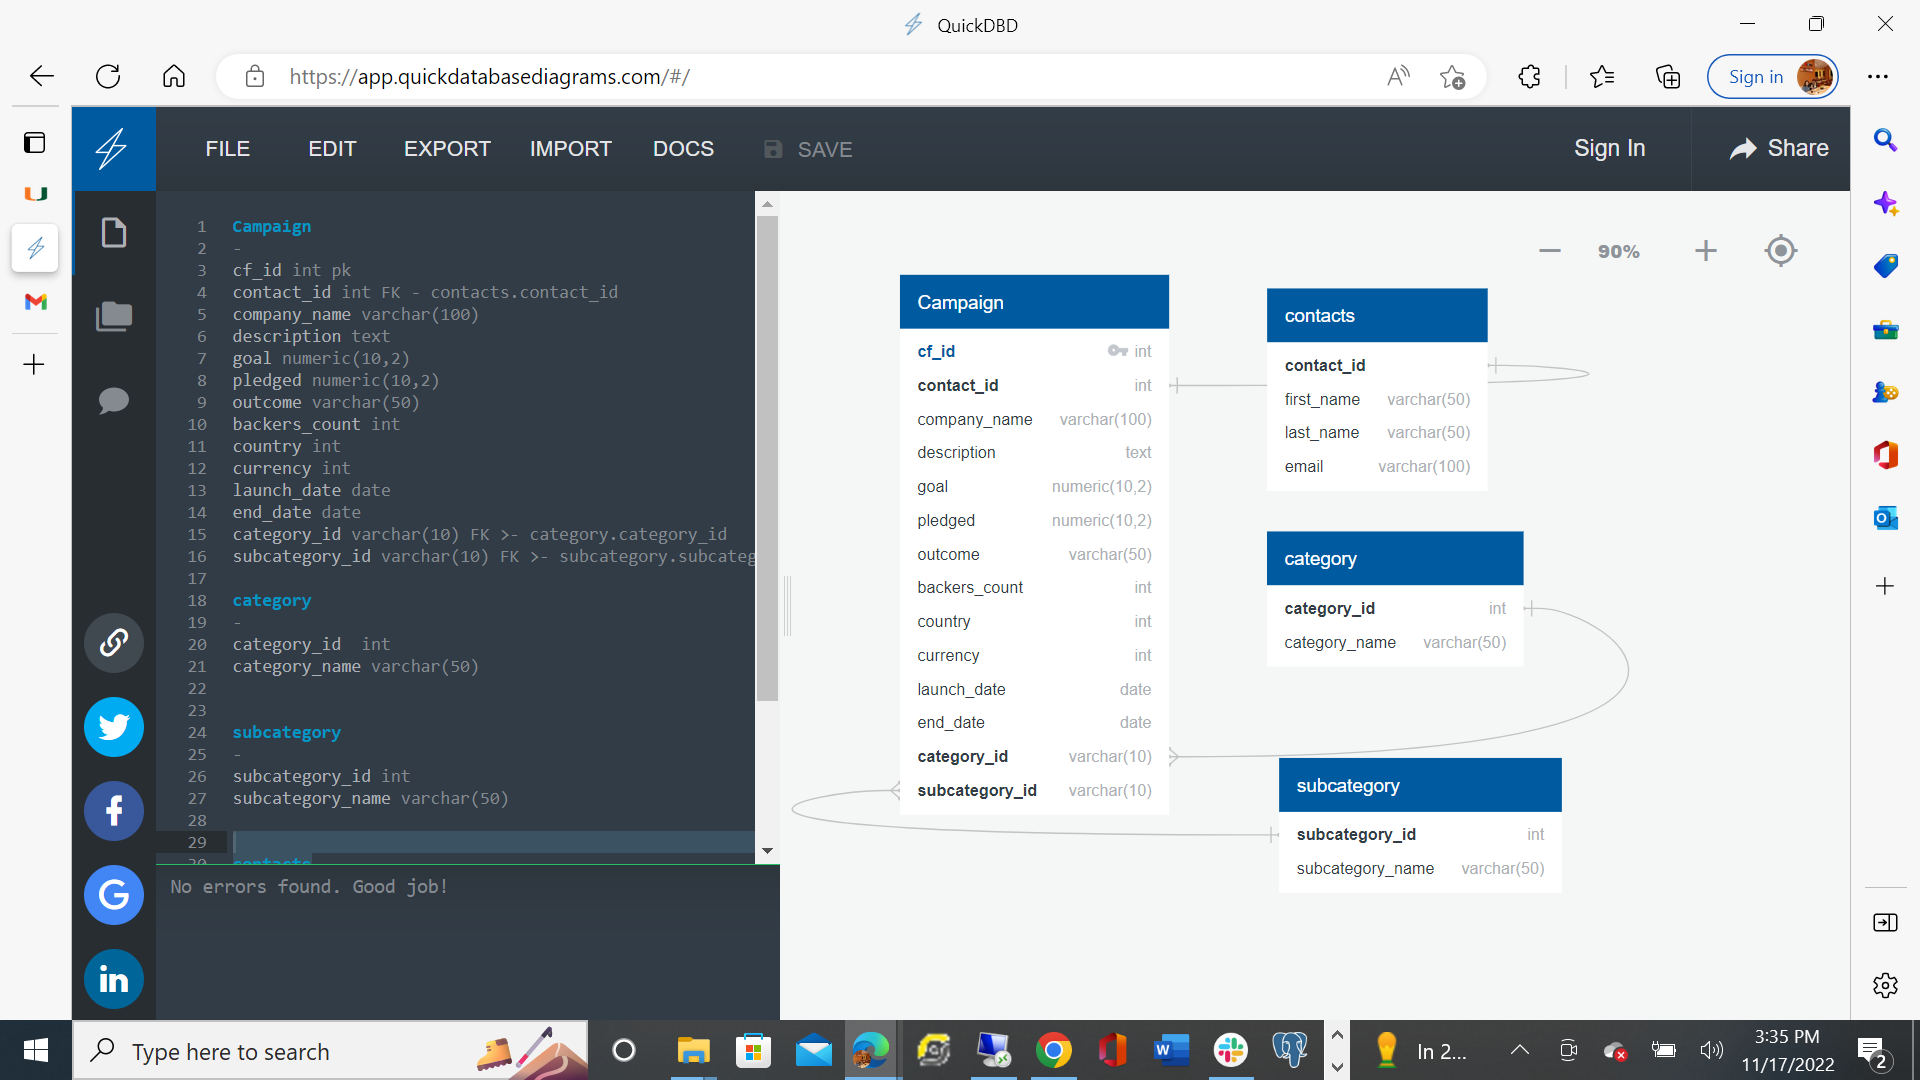 QuickDBD
https://app.quickdatabasediagrams.com/#/
Sign in
FILE EDIT EXPORT IMPORT DOCS SAVE
Sign In
Share
1 Campaign
2 -
3 cf_id int pk
4 contact_id int FK - contacts.contact_id
5 company_name varchar(100)
6 description text
7 goal numeric(10,2)
8 pledged numeric(10,2)
9 outcome varchar(50)
10 backers_count int
11 country int
12 currency int
13 launch_date date
14 end_date date
15 category_id varchar(10) FK >- category.category_id
16 subcategory_id varchar(10) FK >- subcategory.subcateg
17
18 category
19 -
20 category_id  int
21 category_name varchar(50)
22
23
24 subcategory
25 -
26 subcategory_id int
27 subcategory_name varchar(50)
28
29
30 contacts
No errors found. Good job!
90%
Campaign
cf_id int
contact_id int
company_name varchar(100)
description text
goal numeric(10,2)
pledged numeric(10,2)
outcome varchar(50)
backers_count int
country int
currency int
launch_date date
end_date date
category_id varchar(10)
subcategory_id varchar(10)
contacts
contact_id
first_name varchar(50)
last_name varchar(50)
email varchar(100)
category
category_id int
category_name varchar(50)
subcategory
subcategory_id int
subcategory_name varchar(50)
Type here to search
In 2...
3:35 PM
11/17/2022
2